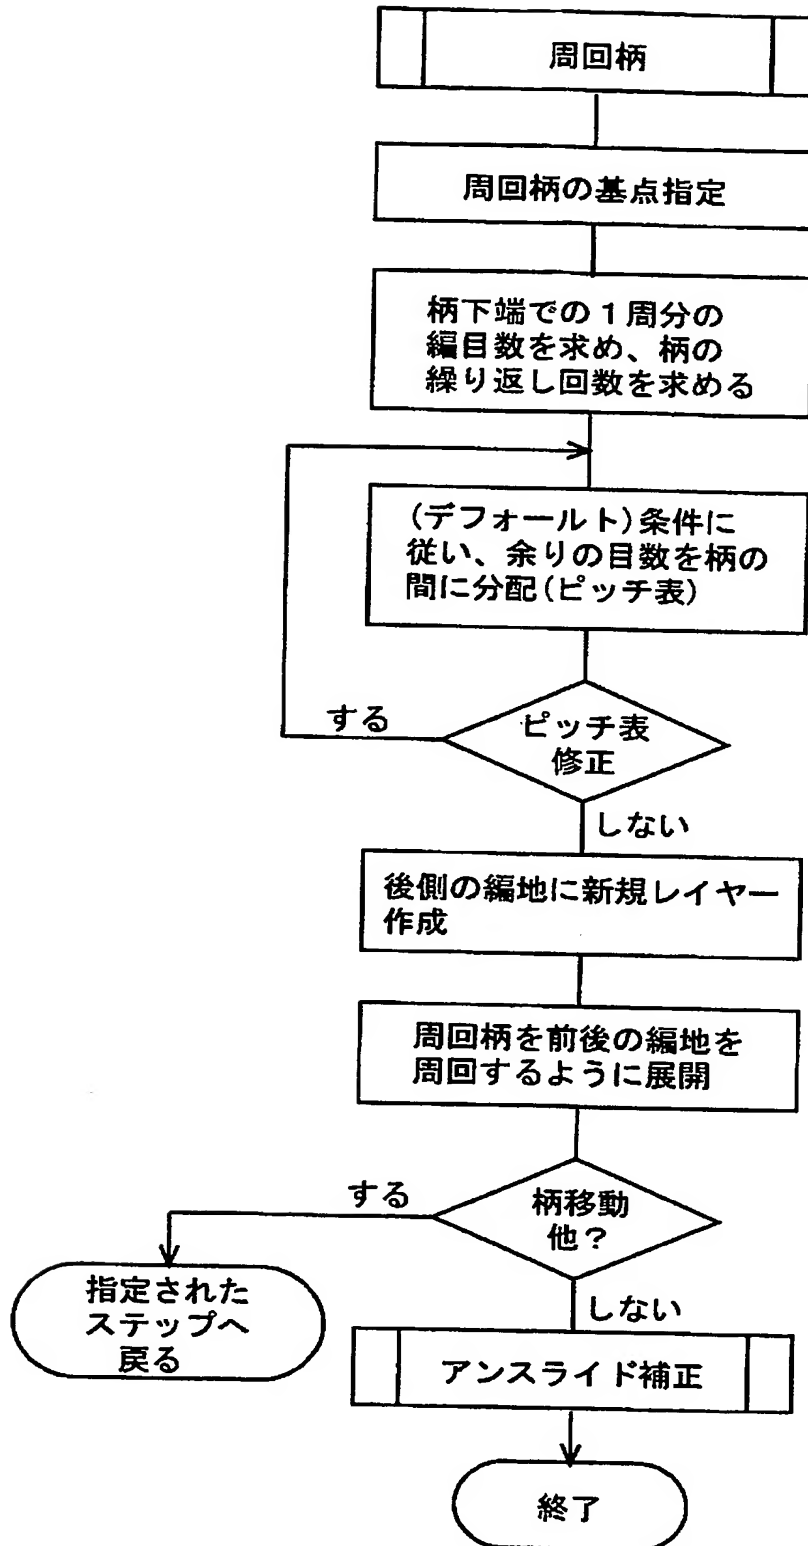 周回柄
周回柄の基点指定
柄下端での1周分の
編目数を求め、柄の
繰り返し回数を求める
(デフォールト)条件に
従い、余りの目数を柄の
間に分配(ピッチ表)
する
ピッチ表
修正
しない
後側の編地に新規レイヤー
作成
周回柄を前後の編地を
周回するように展開
する
柄移動
他?
指定された
ステップへ
戻る
しない
アンスライド補正
終了